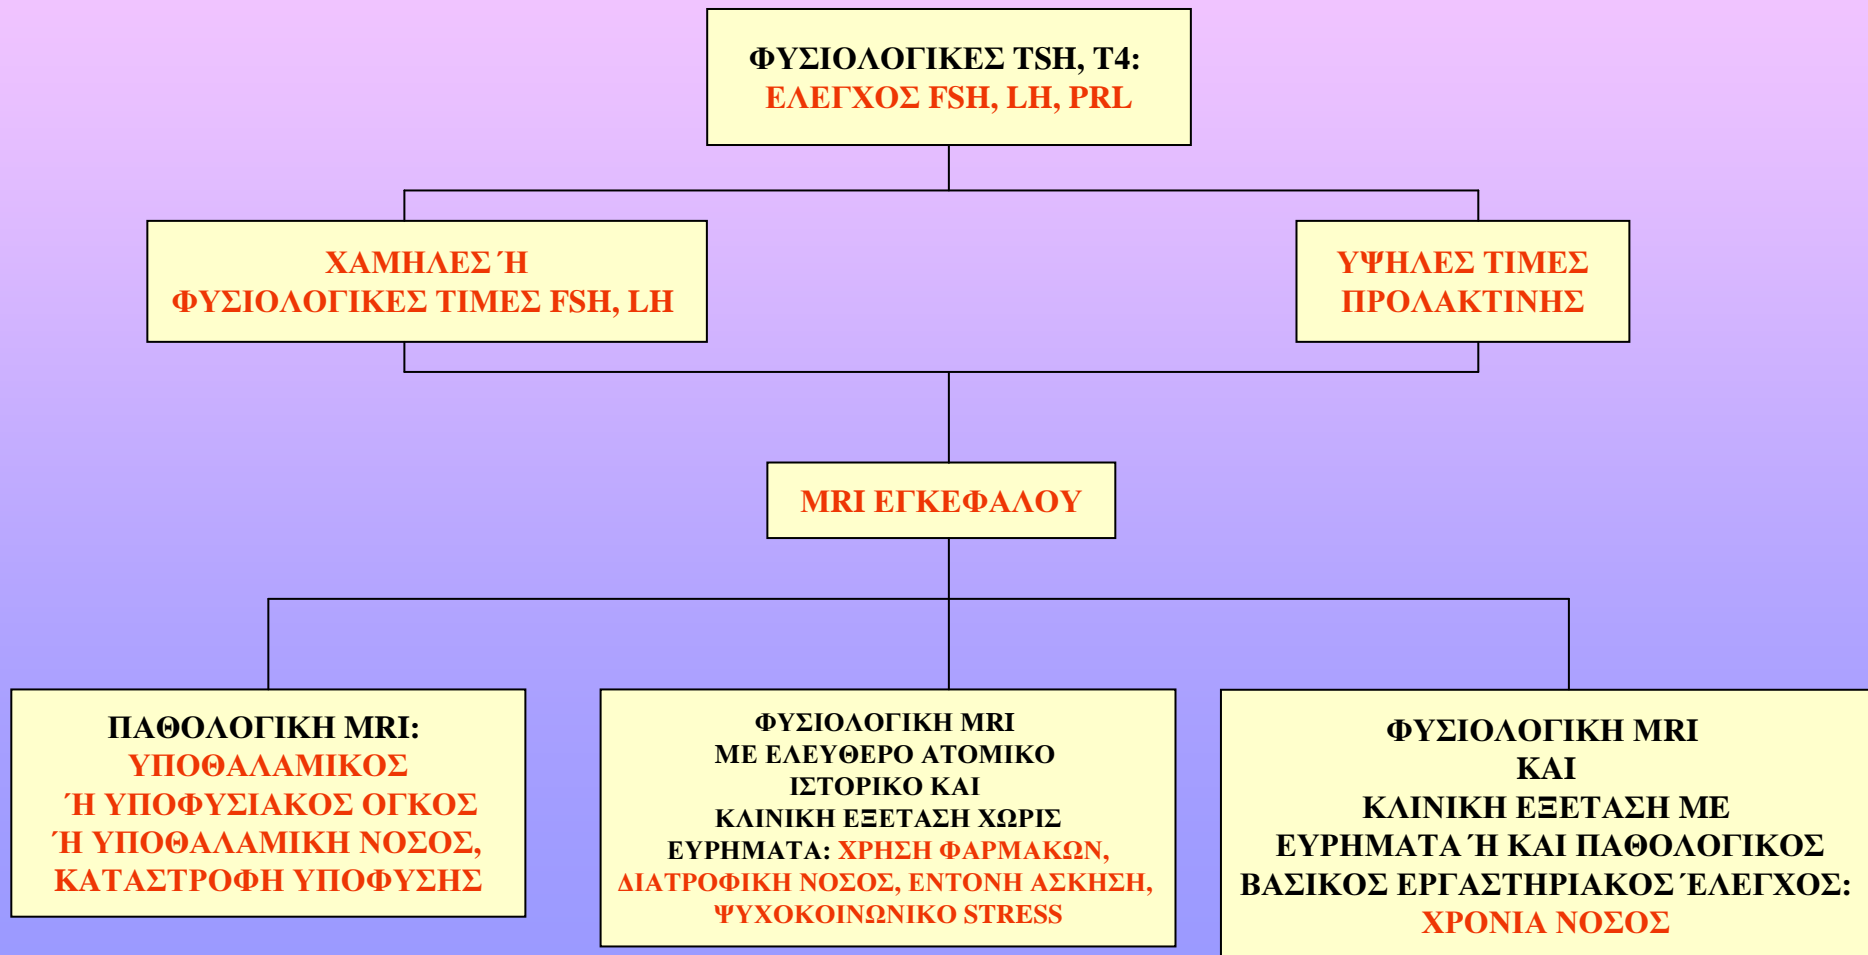 ΦΥΣΙΟΛΟΓΙΚΕΣ TSH, T4:
ΕΛΕΓΧΟΣ FSH, LH, PRL
ΧΑΜΗΛΕΣ Ή
ΦΥΣΙΟΛΟΓΙΚΕΣ ΤΙΜΕΣ FSH, LH
ΥΨΗΛΕΣ ΤΙΜΕΣ
ΠΡΟΛΑΚΤΙΝΗΣ
MRI ΕΓΚΕΦΑΛΟΥ
ΠΑΘΟΛΟΓΙΚΗ MRI:
ΥΠΟΘΑΛΑΜΙΚΟΣ
Ή ΥΠΟΦΥΣΙΑΚΟΣ ΟΓΚΟΣ
Ή ΥΠΟΘΑΛΑΜΙΚΗ ΝΟΣΟΣ,
ΚΑΤΑΣΤΡΟΦΗ ΥΠΟΦΥΣΗΣ
ΦΥΣΙΟΛΟΓΙΚΗ MRI
ΜΕ ΕΛΕΥΘΕΡΟ ΑΤΟΜΙΚΟ
ΙΣΤΟΡΙΚΟ ΚΑΙ
ΚΛΙΝΙΚΗ ΕΞΕΤΑΣΗ ΧΩΡΙΣ
ΕΥΡΗΜΑΤΑ: ΧΡΗΣΗ ΦΑΡΜΑΚΩΝ,
ΔΙΑΤΡΟΦΙΚΗ ΝΟΣΟΣ, ΕΝΤΟΝΗ ΑΣΚΗΣΗ,
ΨΥΧΟΚΟΙΝΩΝΙΚΟ STRESS
ΦΥΣΙΟΛΟΓΙΚΗ MRI
ΚΑΙ
ΚΛΙΝΙΚΗ ΕΞΕΤΑΣΗ ΜΕ
ΕΥΡΗΜΑΤΑ Ή ΚΑΙ ΠΑΘΟΛΟΓΙΚΟΣ
ΒΑΣΙΚΟΣ ΕΡΓΑΣΤΗΡΙΑΚΟΣ ΈΛΕΓΧΟΣ:
ΧΡΟΝΙΑ ΝΟΣΟΣ